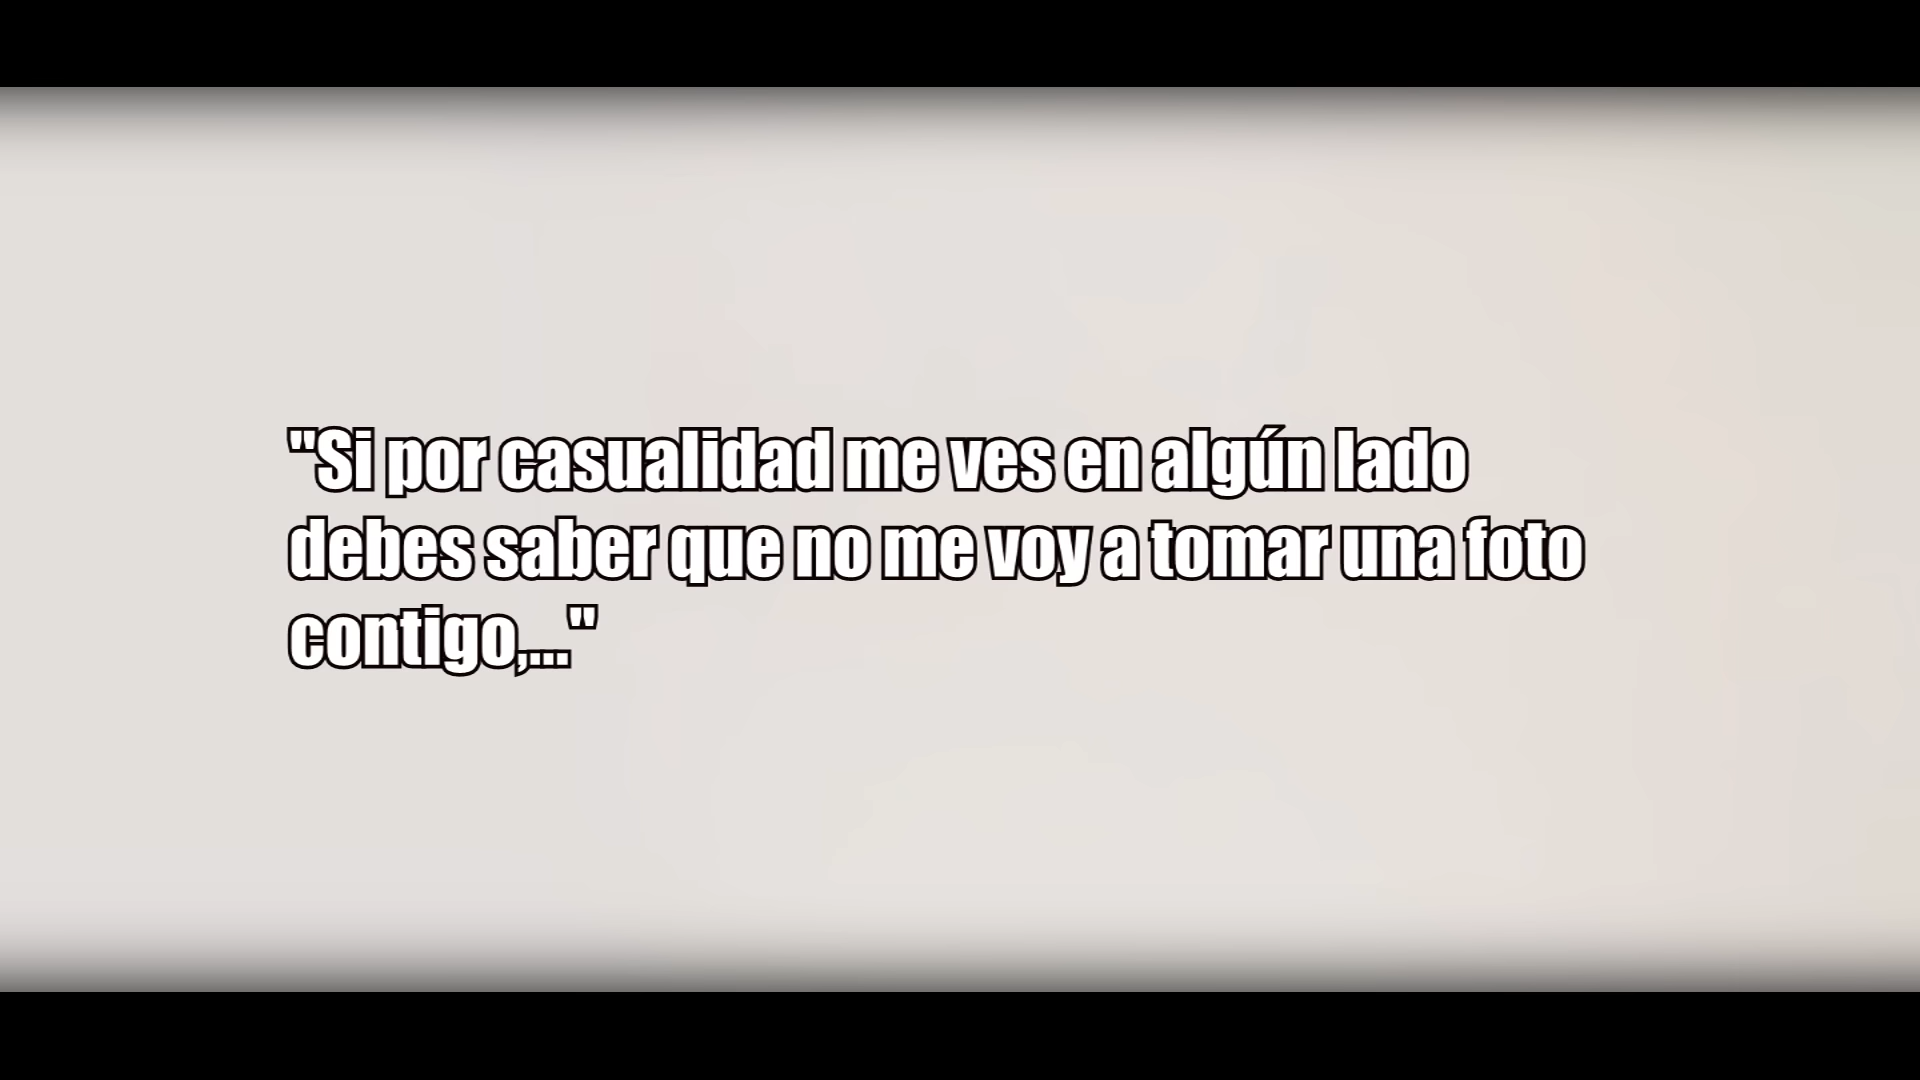 "Si por casualidad me ves en algún lado
debes saber que no me voy a tomar una foto
contigo,..."